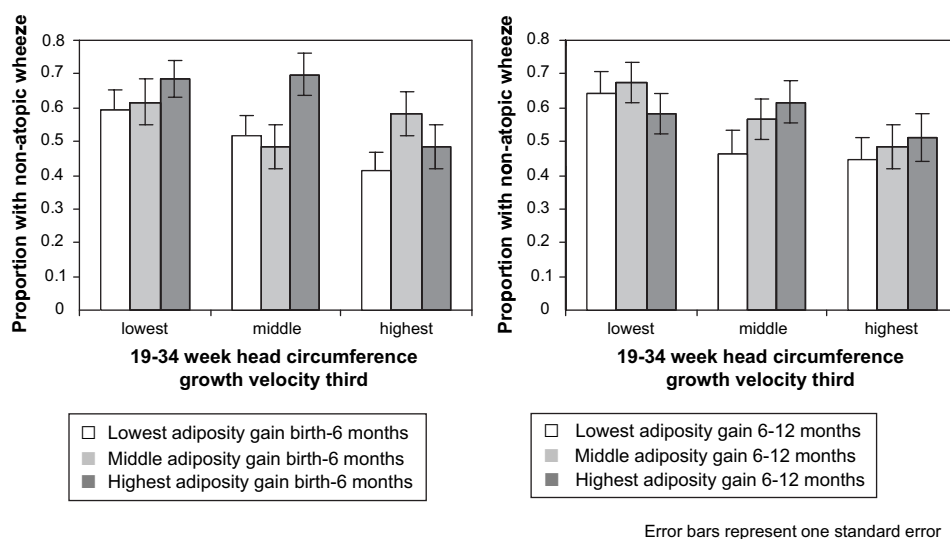 Proportion with non-atopic wheeze
0.8
0.7
0.6
0.5
0.4
0.3
0.2
0.1
0
lowest middle highest
19-34 week head circumference
growth velocity third
Lowest adiposity gain birth-6 months
Middle adiposity gain birth-6 months
Highest adiposity gain birth-6 months
Proportion with non-atopic wheeze
0.8
0.7
0.6
0.5
0.4
0.3
0.2
0.1
0
lowest middle highest
19-34 week head circumference
growth velocity third
Lowest adiposity gain 6-12 months
Middle adiposity gain 6-12 months
Highest adiposity gain 6-12 months
Error bars represent one standard error